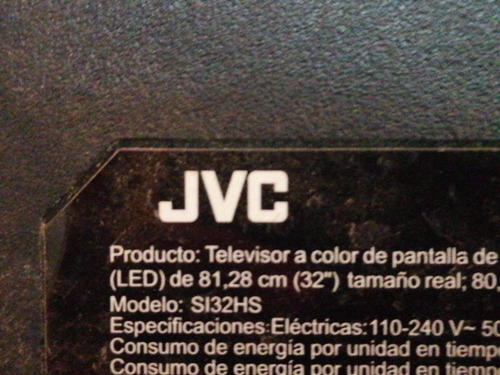 JVC
Producto: Televisor a color de pantalla de
(LED) de 81,28 cm (32") tamaño real; 80,
Modelo: SI32HS
Especificaciones Eléctricas: 110-240 V~ 50
Consumo de energía por unidad en tiemp
Consumo de energía por unidad en tiemp